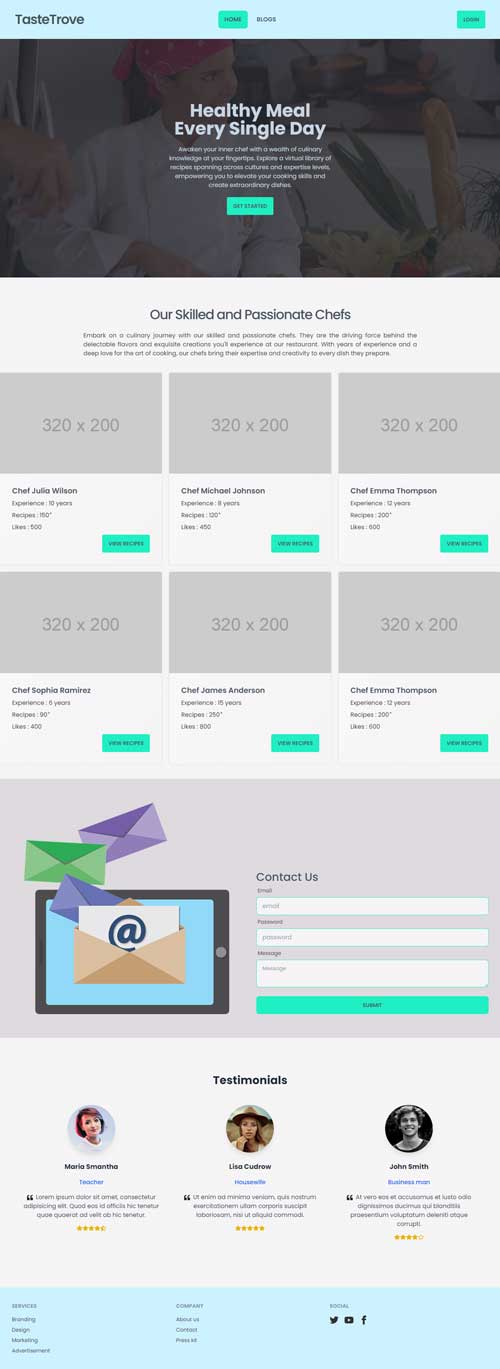 TasteTrove
HOME
BLOGS
LOGIN
Healthy Meal
Every Single Day
Awaken your inner chef with a wealth of culinary
knowledge at your fingertips. Explore a virtual library of
recipes spanning across cultures and expertise levels,
empowering you to elevate your cooking skills and
create extraordinary dishes.
GET STARTED
Our Skilled and Passionate Chefs
Embark on a culinary journey with our skilled and passionate chefs. They are the driving force behind the
delectable flavors and exquisite creations you'll experience at our restaurant. With years of experience and a
deep love for the art of cooking, our chefs bring their expertise and creativity to every dish they prepare.
320 x 200
320 x 200
320 x 200
Chef Julia Wilson
Experience : 10 years
Recipes : 150+
Likes : 500
VIEW RECIPES
Chef Michael Johnson
Experience : 8 years
Recipes : 120+
Likes : 450
VIEW RECIPES
Chef Emma Thompson
Experience : 12 years
Recipes : 200+
Likes : 600
VIEW RECIPES
320 x 200
320 x 200
320 x 200
Chef Sophia Ramirez
Experience : 6 years
Recipes : 90+
Likes : 400
VIEW RECIPES
Chef James Anderson
Experience : 15 years
Recipes : 250+
Likes : 800
VIEW RECIPES
Chef Emma Thompson
Experience : 12 years
Recipes : 200+
Likes : 600
VIEW RECIPES
@
Contact Us
Email
email
Password
password
Message
Message
SUBMIT
Testimonials
Maria Smantha
Teacher
❝ Lorem ipsum dolor sit amet, consectetur
adipisicing elit. Quod eos id officiis hic tenetur
quae quaerat ad velit ab hic tenetur.
Lisa Cudrow
Housewife
❝ Ut enim ad minima veniam, quis nostrum
exercitationem ullam corporis suscipit
laboriosam, nisi ut aliquid commodi.
John Smith
Business man
❝ At vero eos et accusamus et iusto odio
dignissimos ducimus qui blanditiis
praesentium voluptatum deleniti atque
corrupti.
SERVICES
Branding
Design
Marketing
Advertisement
COMPANY
About us
Contact
Press kit
SOCIAL